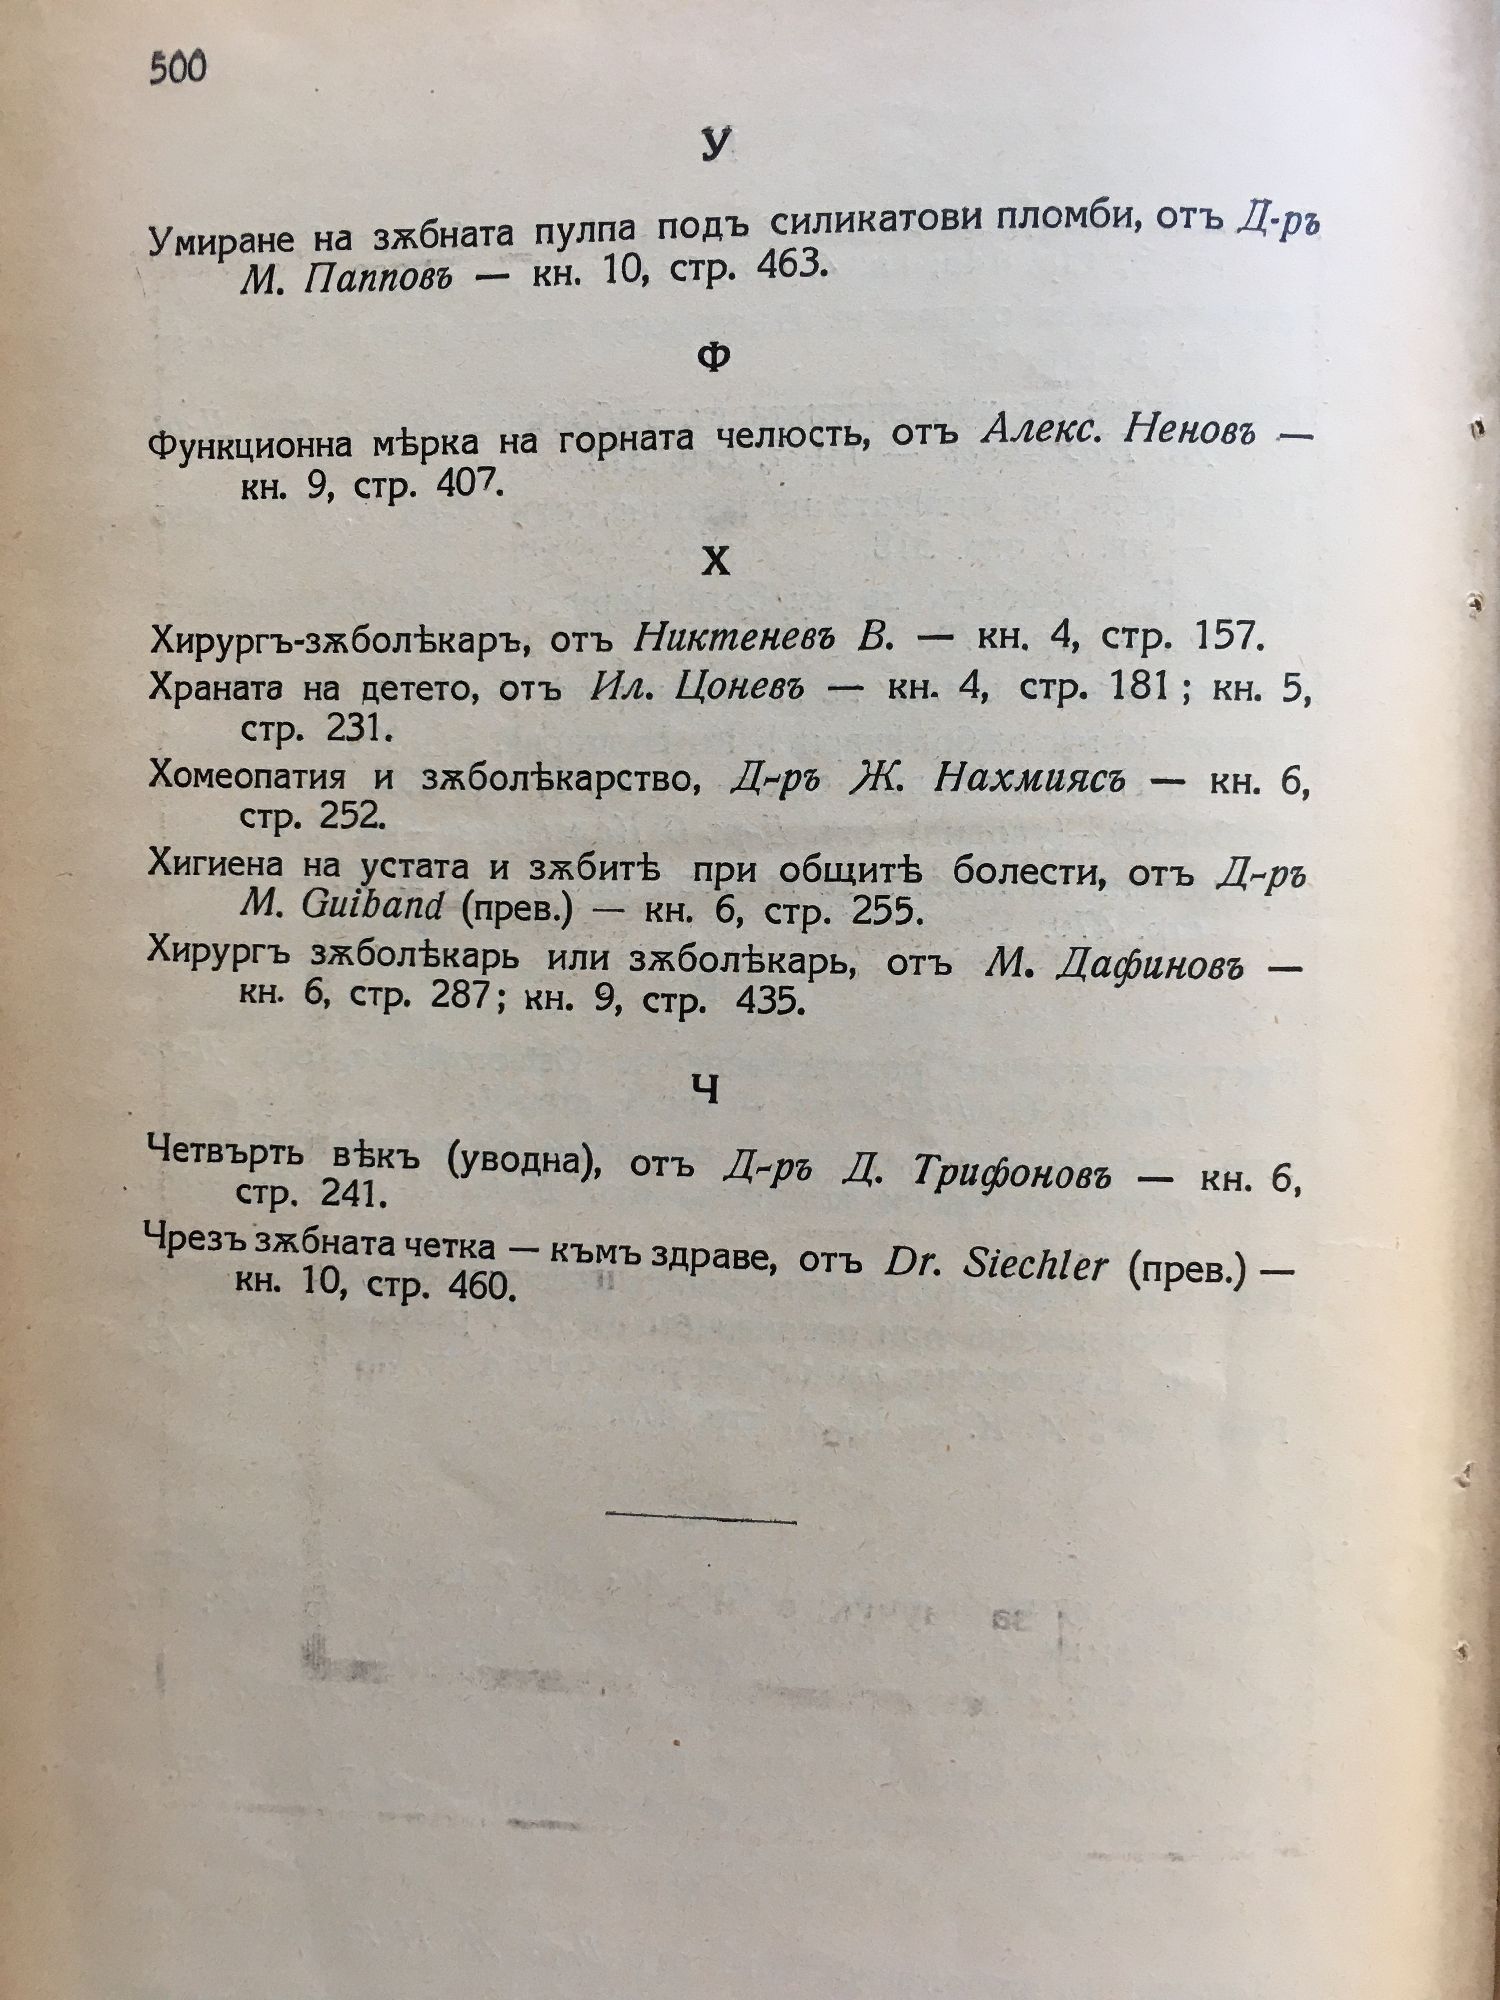 500
У
Умиране на зѫбната пулпа подъ силикатови пломби, отъ Д-ръ
М. Папповъ — кн. 10, стр. 463.
Ф
Функционна мѣрка на горната челюсть, отъ Алекс. Неновъ —
кн. 9, стр. 407.
Х
Хирургъ-зѫболѣкаръ, отъ Никтеневъ В. — кн. 4, стр. 157.
Храната на детето, отъ Ил. Цоневъ — кн. 4, стр. 181; кн. 5,
стр. 231.
Хомеопатия и зѫболѣкарство, Д-ръ Ж. Нахмиясъ — кн. 6,
стр. 252.
Хигиена на устата и зѫбитѣ при общитѣ болести, отъ Д-ръ
М. Guiband (прев.) — кн. 6, стр. 255.
Хирургъ зѫболѣкарь или зѫболѣкарь, отъ М. Дафиновъ —
кн. 6, стр. 287; кн. 9, стр. 435.
Ч
Четвърть вѣкъ (уводна), отъ Д-ръ Д. Трифоновъ — кн. 6,
стр. 241.
Чрезъ зѫбната четка — къмъ здраве, отъ Dr. Siechler (прев.) —
кн. 10, стр. 460.